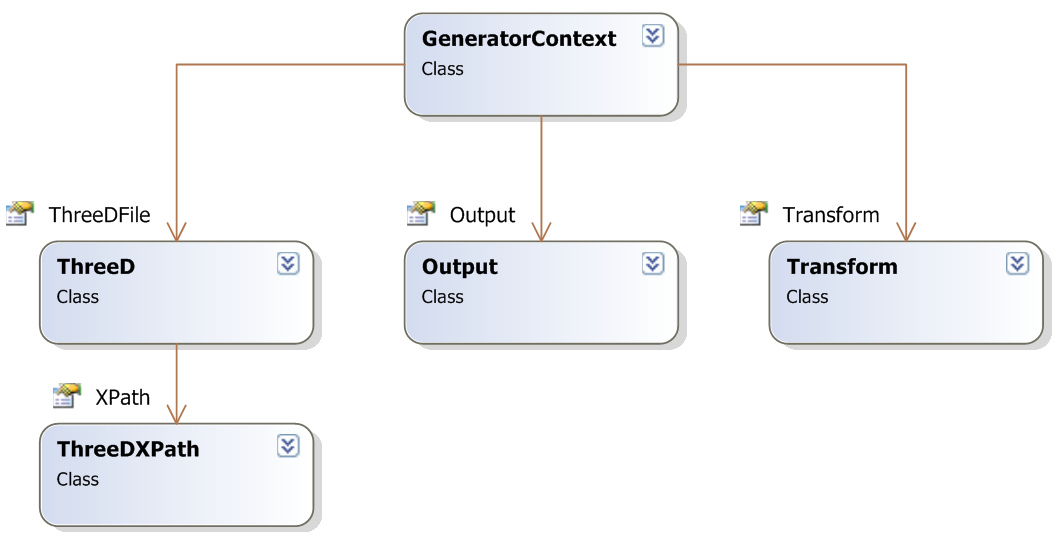 GeneratorContext
Class
ThreeDFile
Output
Transform
ThreeD
Class
Output
Class
Transform
Class
XPath
ThreeDXPath
Class